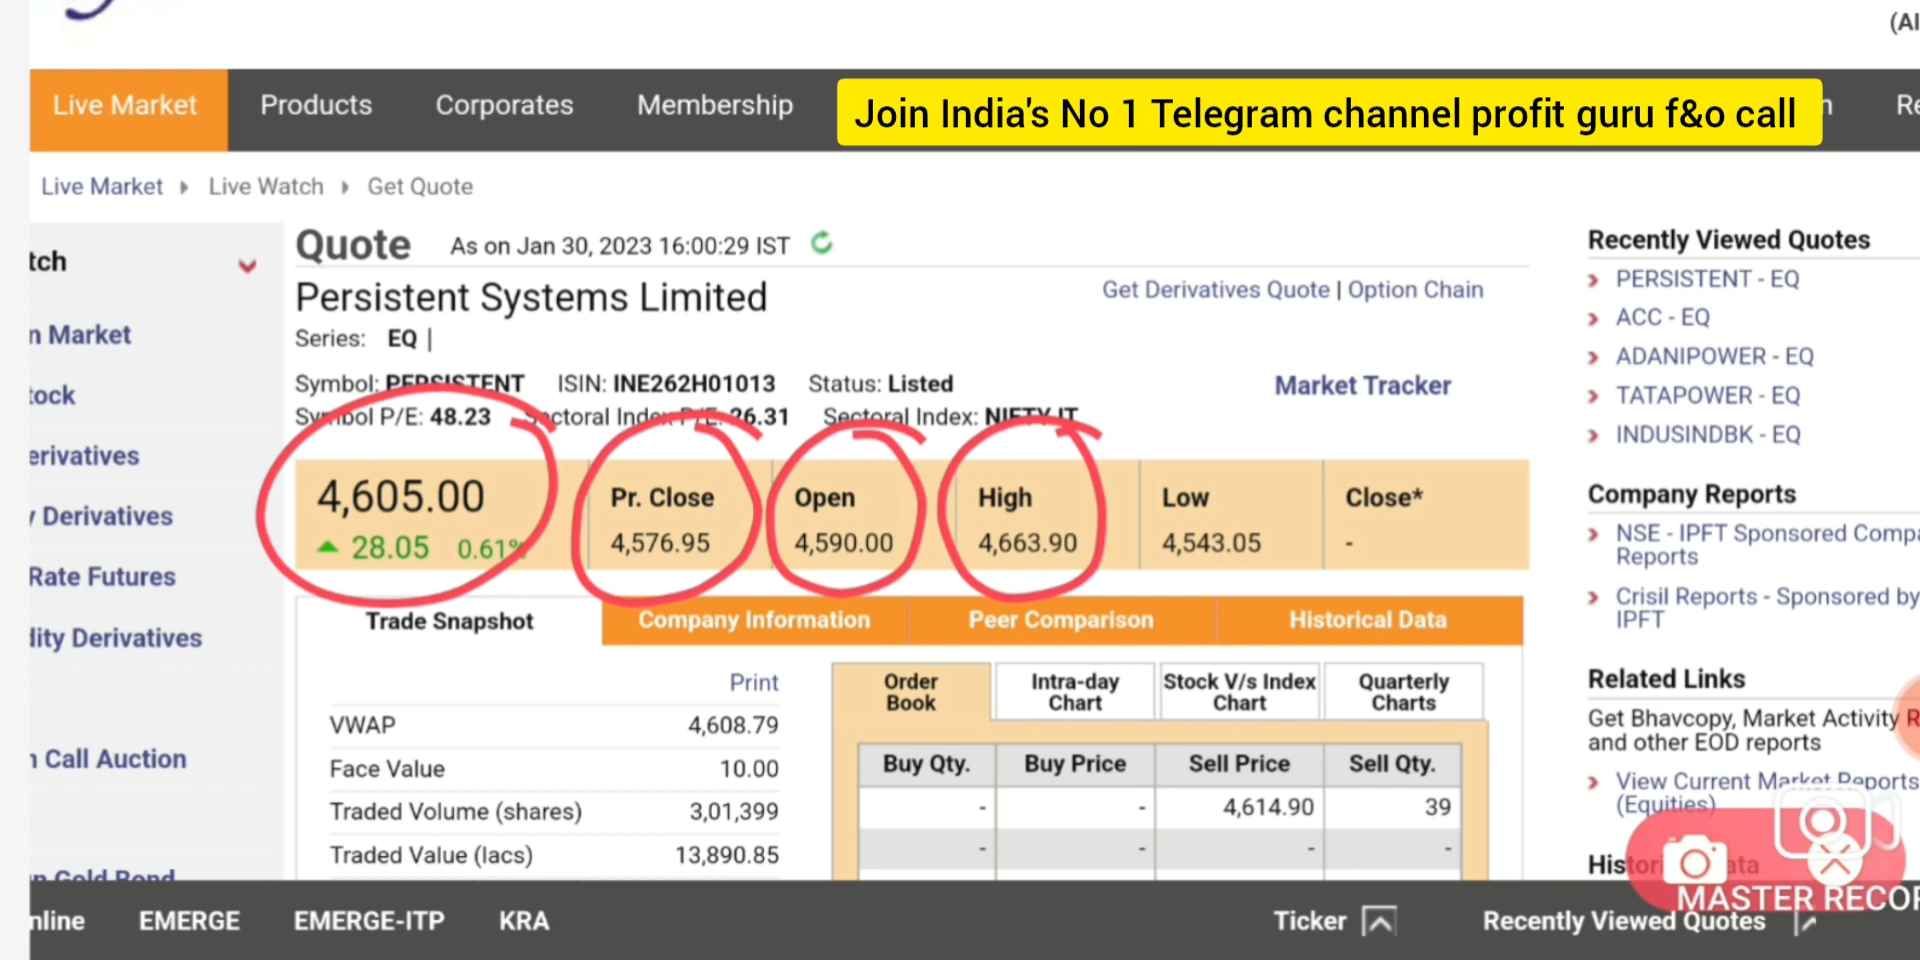 (Al
Live Market Products Corporates Membership Join India's No 1 Telegram channel profit guru f&o call
Live Market Live Watch Get Quote
Quote As on Jan 30, 2023 16:00:29 IST
Persistent Systems Limited
Get Derivatives Quote | Option Chain
Series: EQ |
Symbol: PERSISTENT ISIN: INE262H01013 Status: Listed
Market Tracker
Symbol P/E: 48.23 Sectoral Index P/E: 26.31 Sectoral Index: NIFTY IT
4,605.00
28.05 0.61%
Pr. Close
4,576.95
Open
4,590.00
High
4,663.90
Low
4,543.05
Close*
-
Trade Snapshot Company Information Peer Comparison Historical Data
Print
VWAP 4,608.79
Face Value 10.00
Traded Volume (shares) 3,01,399
Traded Value (lacs) 13,890.85
Order
Book
Intra-day
Chart
Stock V/s Index
Chart
Quarterly
Charts
Buy Qty. Buy Price Sell Price Sell Qty.
- - 4,614.90 39
- - - -
tch
n Market
tock
erivatives
y Derivatives
Rate Futures
dity Derivatives
n Call Auction
n Gold Bond
Recently Viewed Quotes
PERSISTENT - EQ
ACC - EQ
ADANIPOWER - EQ
TATAPOWER - EQ
INDUSINDBK - EQ
Company Reports
NSE - IPFT Sponsored Compa
Reports
Crisil Reports - Sponsored by
IPFT
Related Links
Get Bhavcopy, Market Activity R
and other EOD reports
View Current Market Reports
(Equities)
Historical Data
MASTER RECOR
nline EMERGE EMERGE-ITP KRA Ticker Recently Viewed Quotes